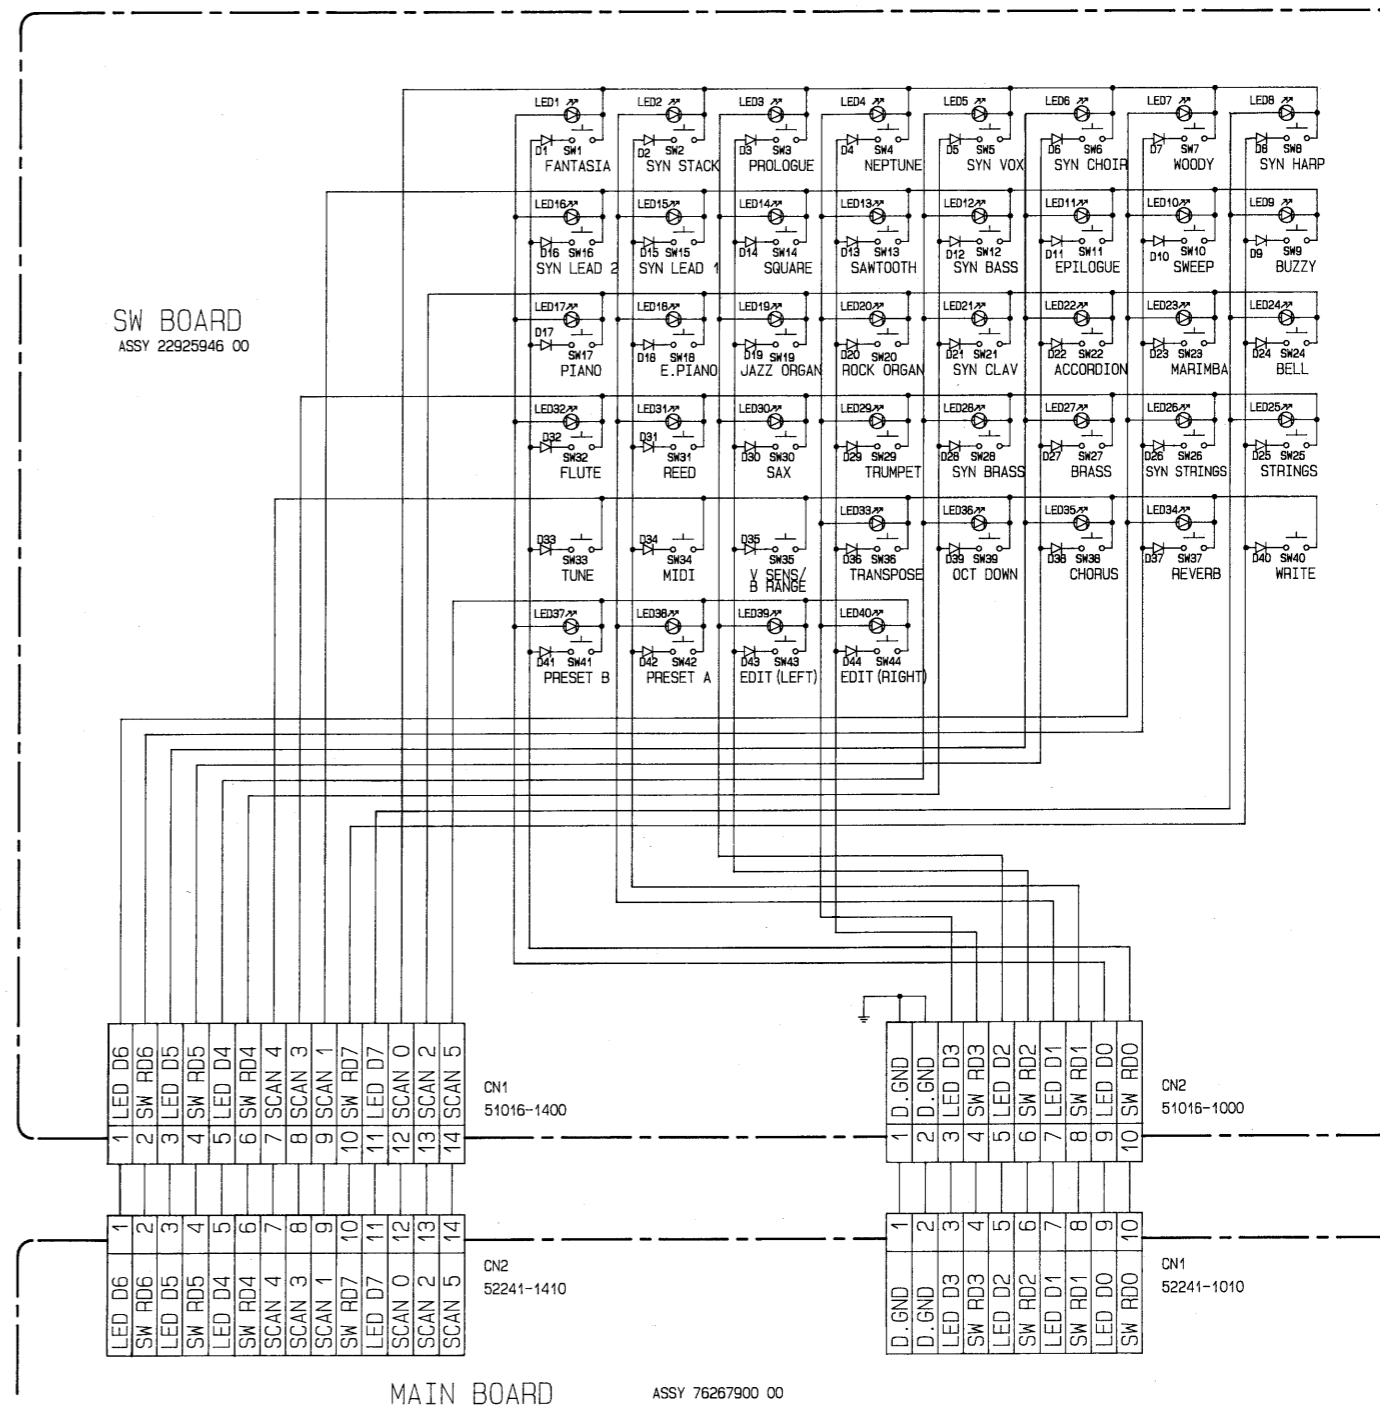 LED1 LED2 LED3 LED4 LED5 LED6 LED7 LED8
D1 SW1 D2 SW2 D3 SW3 D4 SW4 D5 SW5 D6 SW6 D7 SW7 D8 SW8
FANTASIA SYN STACK PROLOGUE NEPTUNE SYN VOX SYN CHOIR WOODY SYN HARP
LED16 LED15 LED14 LED13 LED12 LED11 LED10 LED9
D16 SW16 D15 SW15 D14 SW14 D13 SW13 D12 SW12 D11 SW11 D10 SW10 D9 SW9
SYN LEAD 2 SYN LEAD 1 SQUARE SAWTOOTH SYN BASS EPILOGUE SWEEP BUZZY
SW BOARD
ASSY 22925946 00
LED17 LED18 LED19 LED20 LED21 LED22 LED23 LED24
D17 SW17 D18 SW18 D19 SW19 D20 SW20 D21 SW21 D22 SW22 D23 SW23 D24 SW24
PIANO E.PIANO JAZZ ORGAN ROCK ORGAN SYN CLAV ACCORDION MARIMBA BELL
LED32 LED31 LED30 LED29 LED28 LED27 LED26 LED25
D32 SW32 D31 SW31 D30 SW30 D29 SW29 D28 SW28 D27 SW27 D26 SW26 D25 SW25
FLUTE REED SAX TRUMPET SYN BRASS BRASS SYN STRINGS STRINGS
LED33 LED36 LED35 LED34
D33 SW33 D34 SW34 D35 SW35 D36 SW36 D39 SW39 D38 SW38 D37 SW37 D40 SW40
TUNE MIDI V SENS/ TRANSPOSE OCT DOWN CHORUS REVERB WRITE
B RANGE
LED37 LED38 LED39 LED40
D41 SW41 D42 SW42 D43 SW43 D44 SW44
PRESET B PRESET A EDIT(LEFT) EDIT(RIGHT)
LED D6 SW RD6 LED D5 SW RD5 LED D4 SW RD4 SCAN 4 SCAN 3 SCAN 1 SW RD7 LED D7 SCAN 0 SCAN 2 SCAN 5
1 2 3 4 5 6 7 8 9 10 11 12 13 14
CN1
51016-1400
D.GND D.GND LED D3 SW RD3 LED D2 SW RD2 LED D1 SW RD1 LED D0 SW RD0
1 2 3 4 5 6 7 8 9 10
CN2
51016-1000
1 2 3 4 5 6 7 8 9 10 11 12 13 14
LED D6 SW RD6 LED D5 SW RD5 LED D4 SW RD4 SCAN 4 SCAN 3 SCAN 1 SW RD7 LED D7 SCAN 0 SCAN 2 SCAN 5
CN2
52241-1410
1 2 3 4 5 6 7 8 9 10
D.GND D.GND LED D3 SW RD3 LED D2 SW RD2 LED D1 SW RD1 LED D0 SW RD0
CN1
52241-1010
MAIN BOARD
ASSY 76267900 00